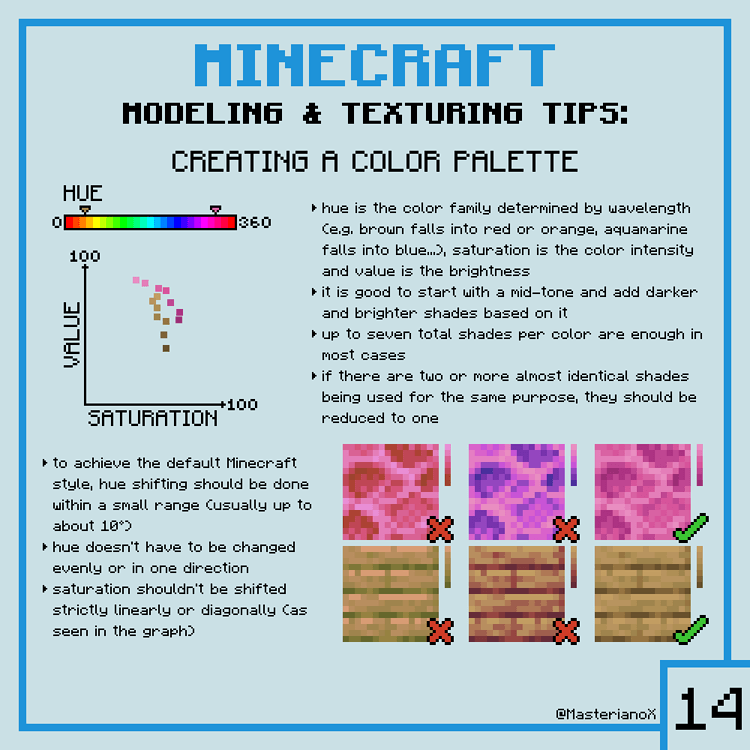 MINECRAFT
MODELING & TEXTURING TIPS:
CREATING A COLOR PALETTE
HUE
0 360
100
VALUE
SATURATION 100
hue is the color family determined by wavelength
(e.g. brown falls into red or orange, aquamarine
falls into blue...), saturation is the color intensity
and value is the brightness
it is good to start with a mid-tone and add darker
and brighter shades based on it
up to seven total shades per color are enough in
most cases
if there are two or more almost identical shades
being used for the same purpose, they should be
reduced to one
to achieve the default Minecraft
style, hue shifting should be done
within a small range (usually up to
about 10°)
hue doesn't have to be changed
evenly or in one direction
saturation shouldn't be shifted
strictly linearly or diagonally (as
seen in the graph)
@MasterianoX
14